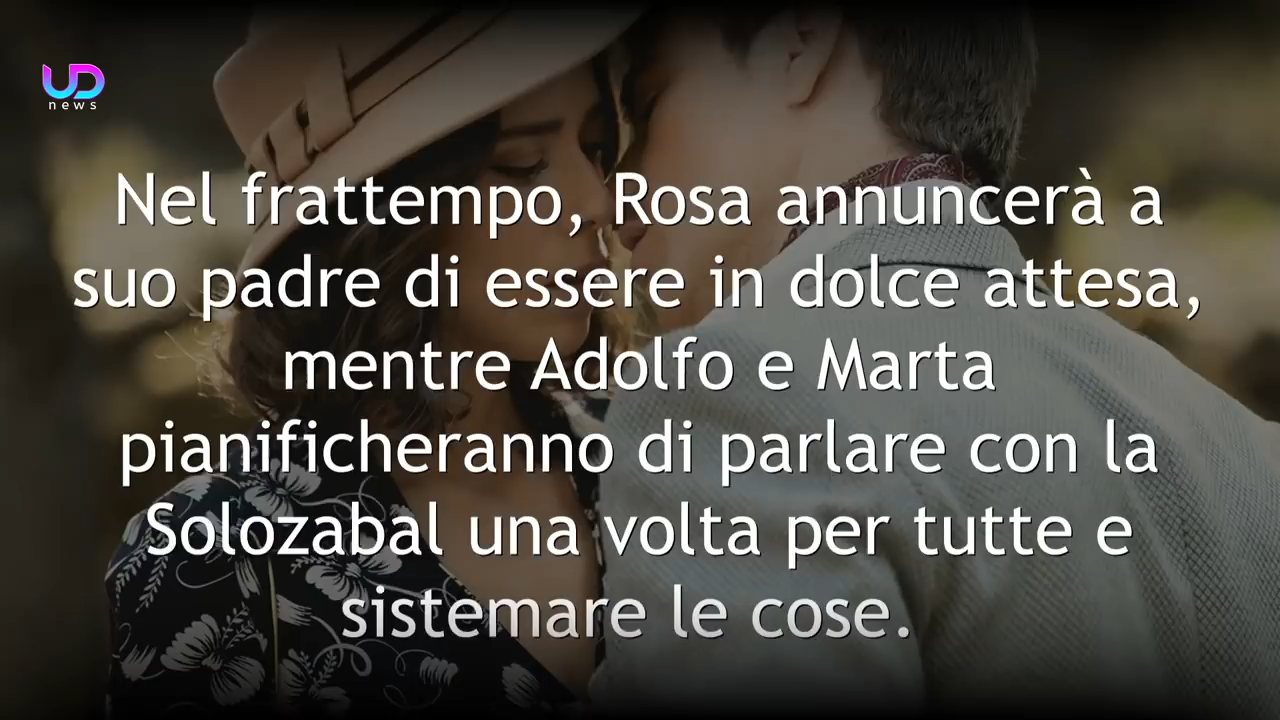 UD
news
Nel frattempo, Rosa annuncerà a
suo padre di essere in dolce attesa,
mentre Adolfo e Marta
pianificheranno di parlare con la
Solozabal una volta per tutte e
sistemare le cose.